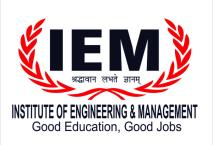 IEM
श्रद्धावान लभते ज्ञानम्
INSTITUTE OF ENGINEERING & MANAGEMENT
Good Education, Good Jobs